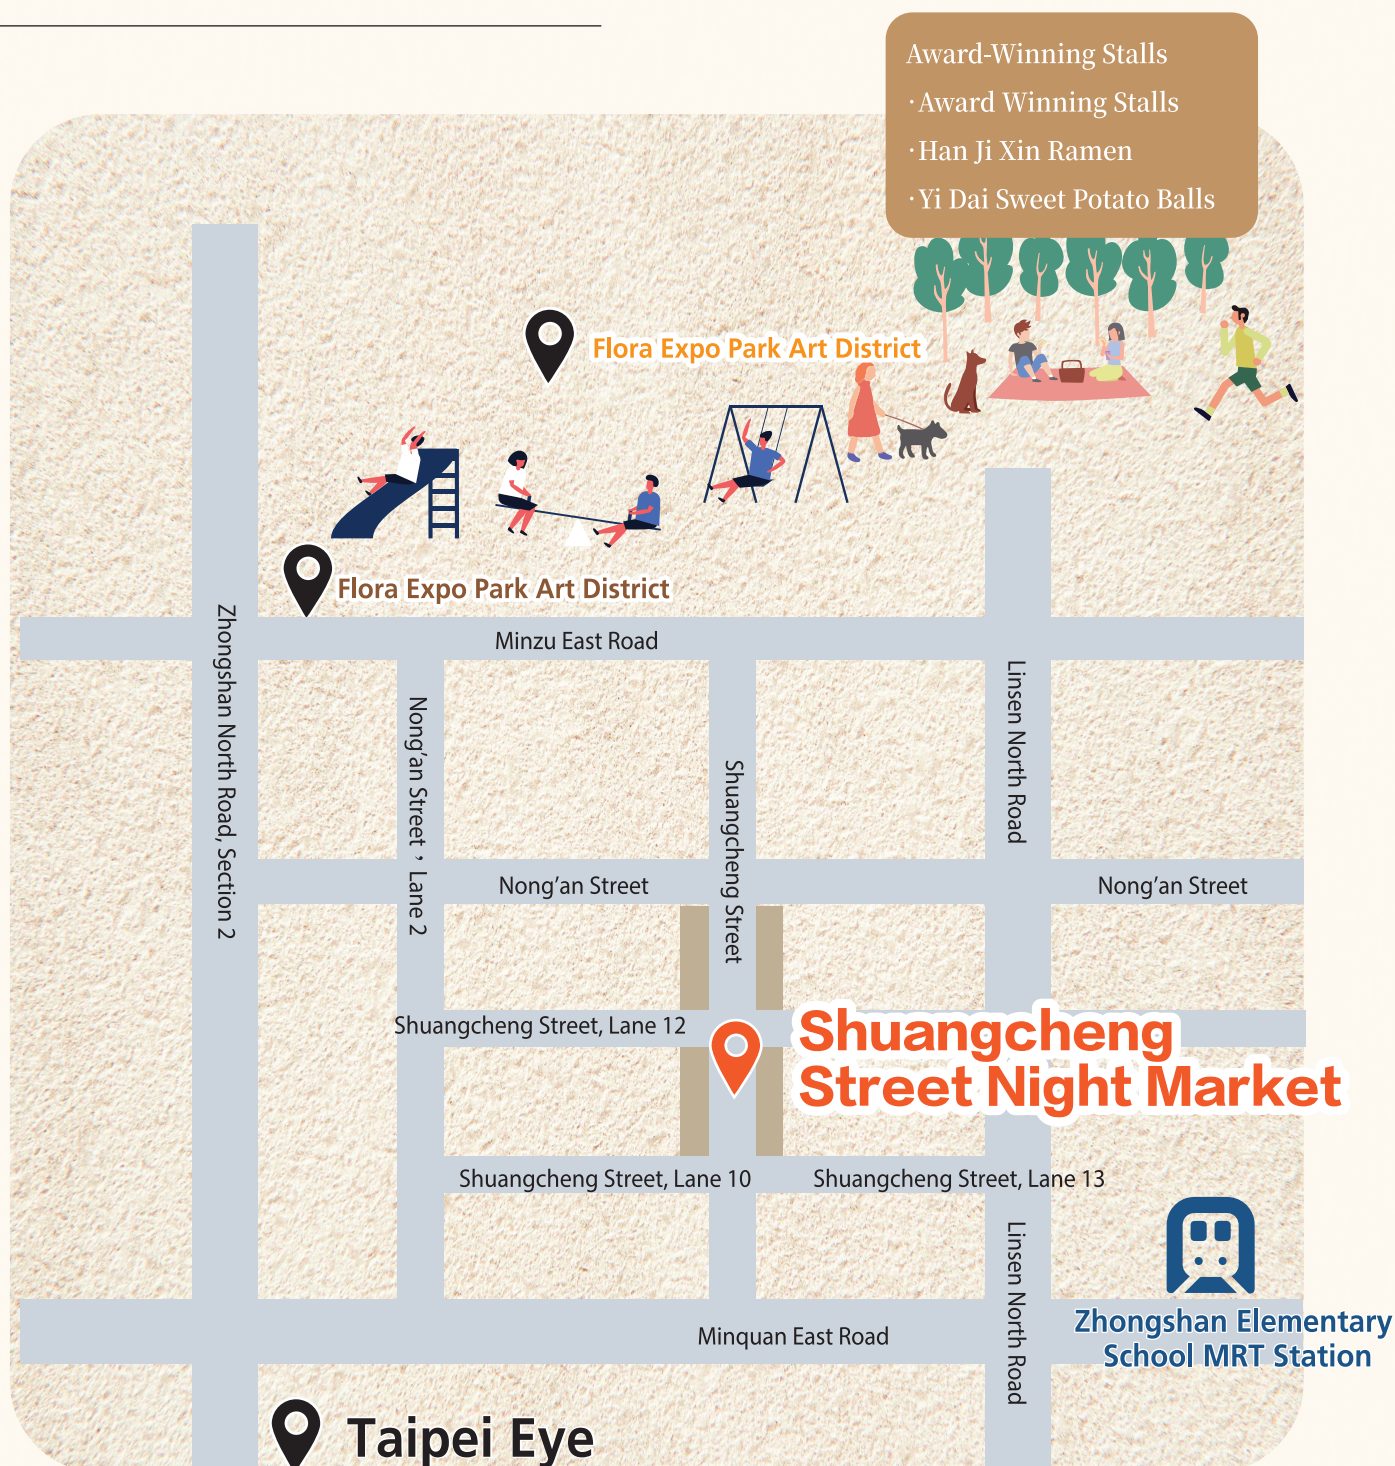 Award-Winning Stalls
·Award Winning Stalls
·Han Ji Xin Ramen
·Yi Dai Sweet Potato Balls
Flora Expo Park Art District
Flora Expo Park Art District
Minzu East Road
Zhongshan North Road, Section 2
Nong'an Street，Lane 2
Shuangcheng Street
Linsen North Road
Nong'an Street
Nong'an Street
Shuangcheng Street, Lane 12
Shuangcheng
Street Night Market
Shuangcheng Street, Lane 10
Shuangcheng Street, Lane 13
Linsen North Road
Zhongshan Elementary
School MRT Station
Minquan East Road
Taipei Eye